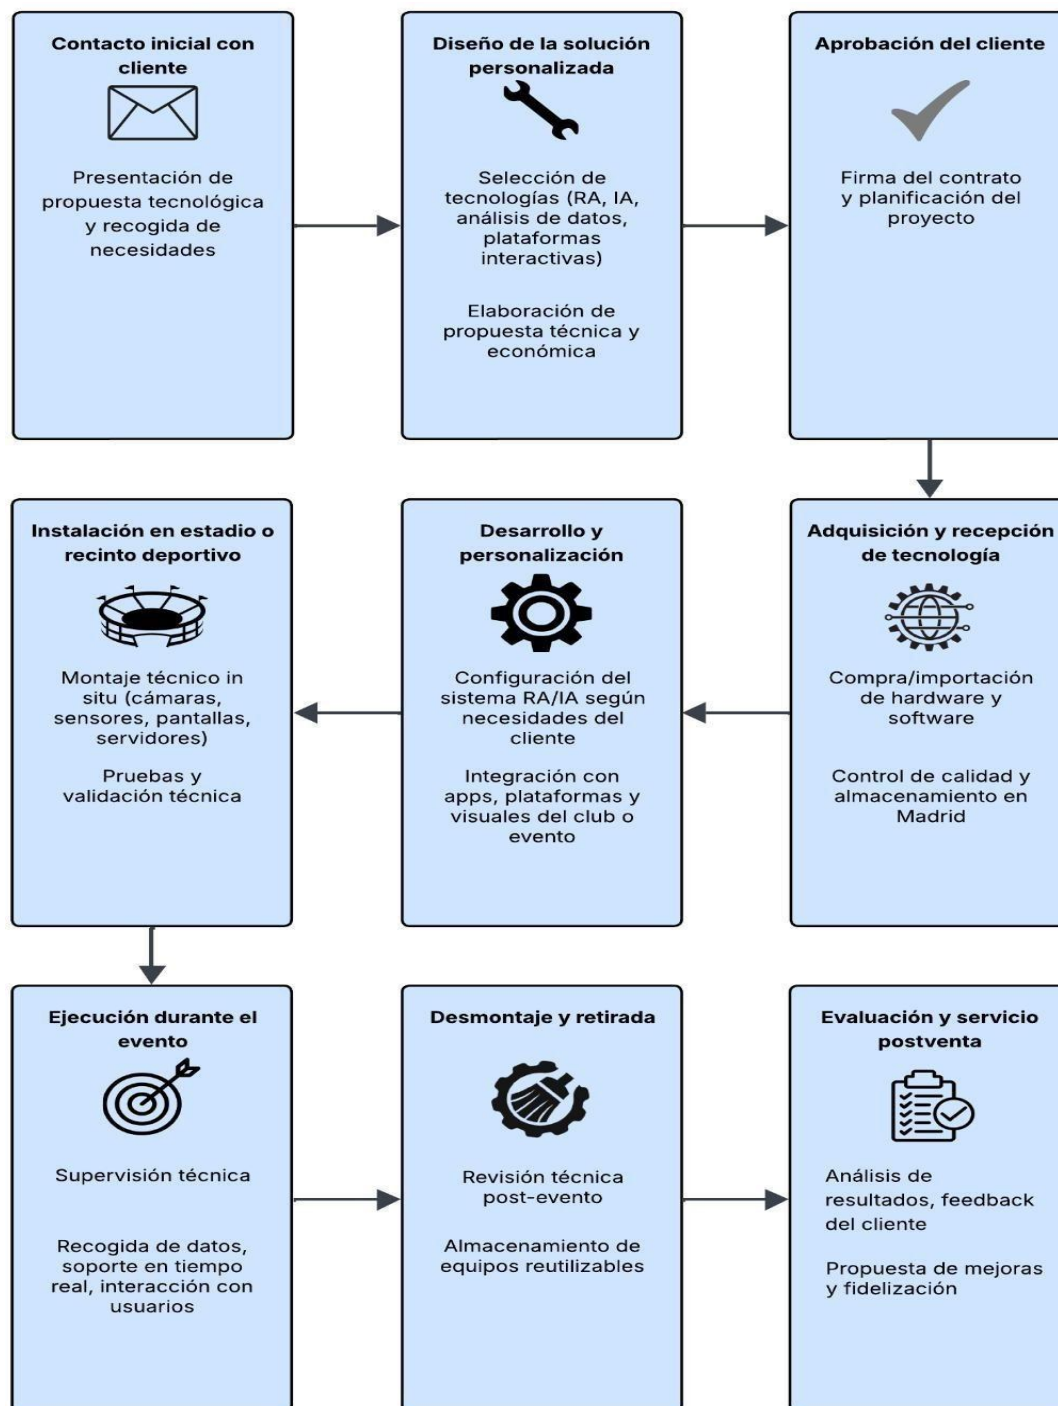 Contacto inicial con
cliente
Presentación de
propuesta tecnológica
y recogida de
necesidades
Diseño de la solución
personalizada
Selección de
tecnologías (RA, IA,
análisis de datos,
plataformas
interactivas)
Elaboración de
propuesta técnica y
económica
Aprobación del cliente
Firma del contrato
y planificación del
proyecto
Adquisición y recepción
de tecnología
Compra/importación
de hardware y
software
Control de calidad y
almacenamiento en
Madrid
Desarrollo y
personalización
Configuración del
sistema RA/IA según
necesidades del
cliente
Integración con
apps, plataformas y
visuales del club o
evento
Instalación en estadio o
recinto deportivo
Montaje técnico in
situ (cámaras,
sensores, pantallas,
servidores)
Pruebas y
validación técnica
Ejecución durante el
evento
Supervisión técnica
Recogida de datos,
soporte en tiempo
real, interacción con
usuarios
Desmontaje y retirada
Revisión técnica
post-evento
Almacenamiento de
equipos reutilizables
Evaluación y servicio
postventa
Análisis de
resultados, feedback
del cliente
Propuesta de mejoras
y fidelización